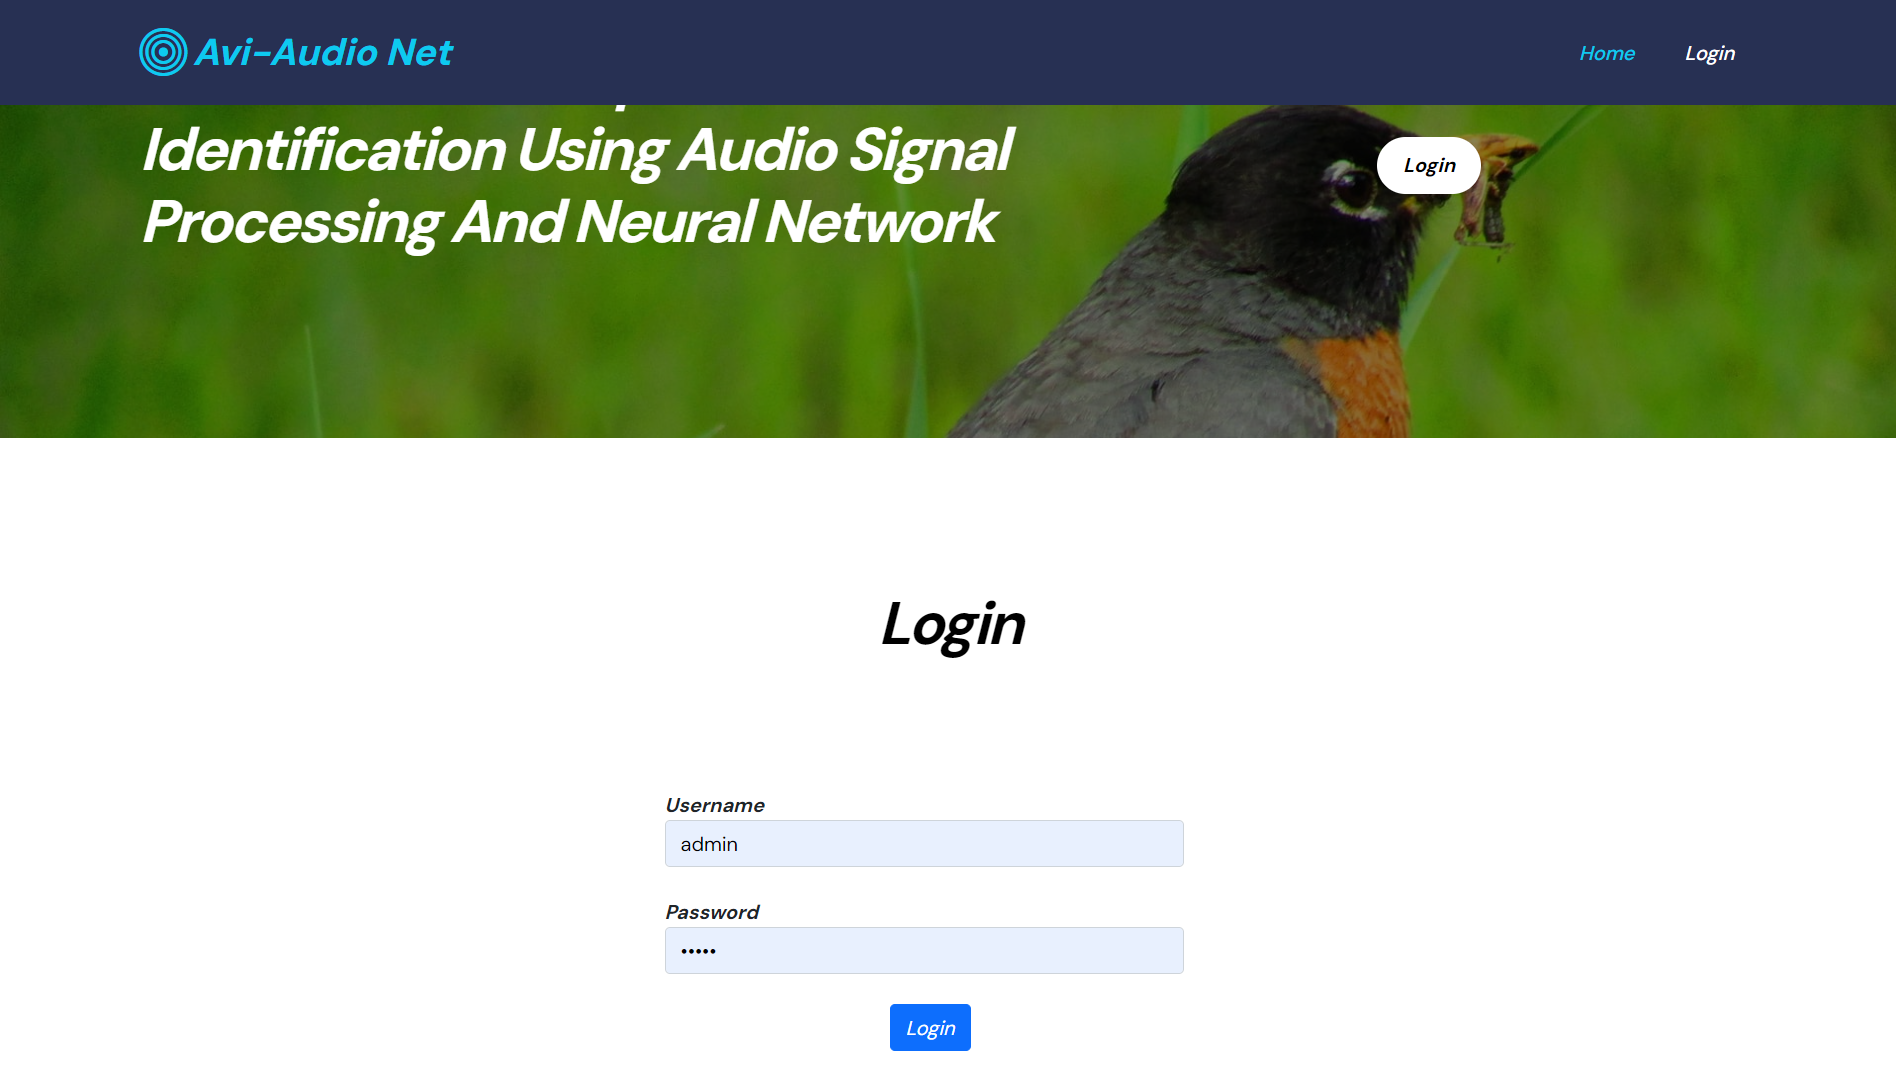 Avi-Audio Net
Home
Login
Identification Using Audio Signal
Processing And Neural Network
Login
Login
Username
admin
Password
•••••
Login